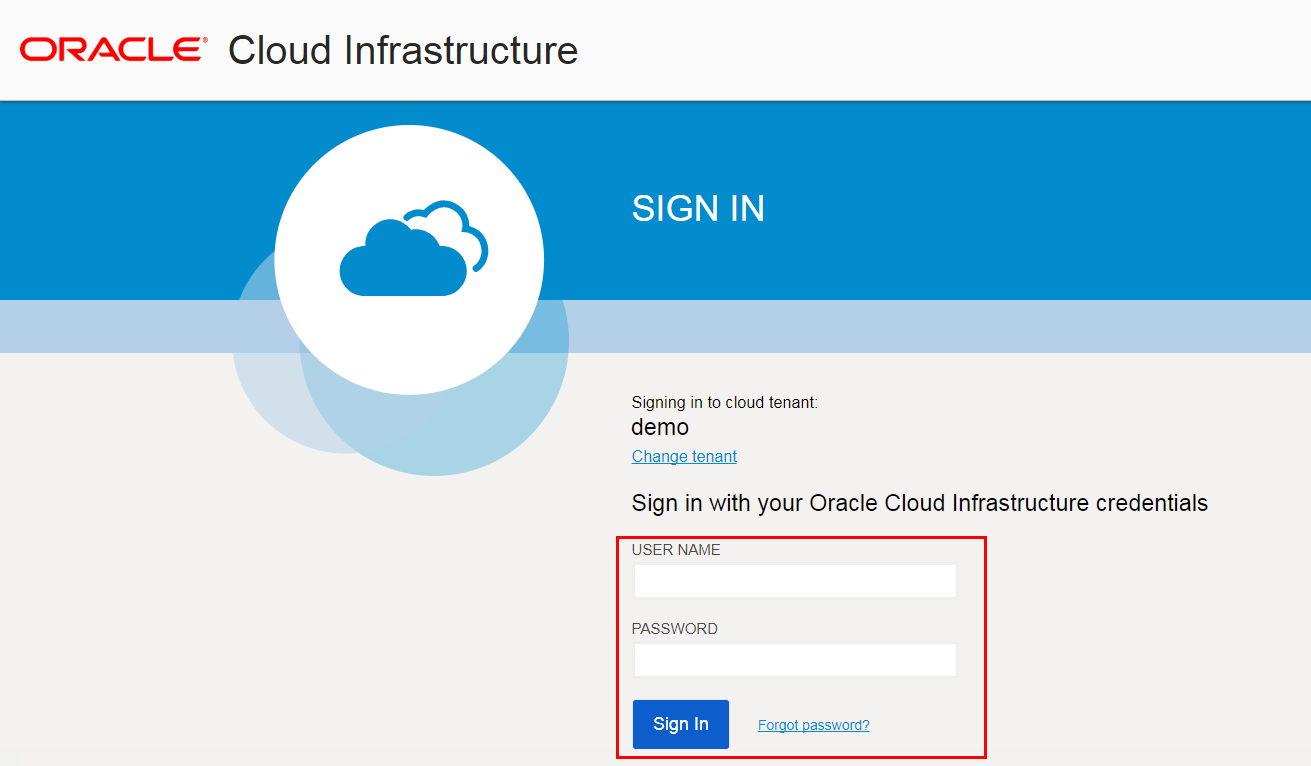 ORACLE® Cloud Infrastructure
SIGN IN
Signing in to cloud tenant:
demo
Change tenant
Sign in with your Oracle Cloud Infrastructure credentials
USER NAME
PASSWORD
Sign In Forgot password?